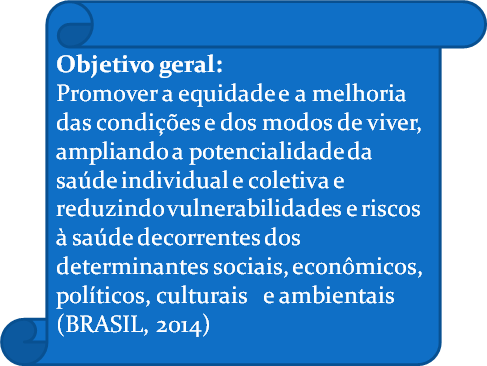 Objetivo geral:
Promover a equidade e a melhoria
das condições e dos modos de viver,
ampliando a potencialidade da
saúde individual e coletiva e
reduzindo vulnerabilidades e riscos
à saúde decorrentes dos
determinantes sociais, econômicos,
políticos, culturais e ambientais
(BRASIL, 2014)